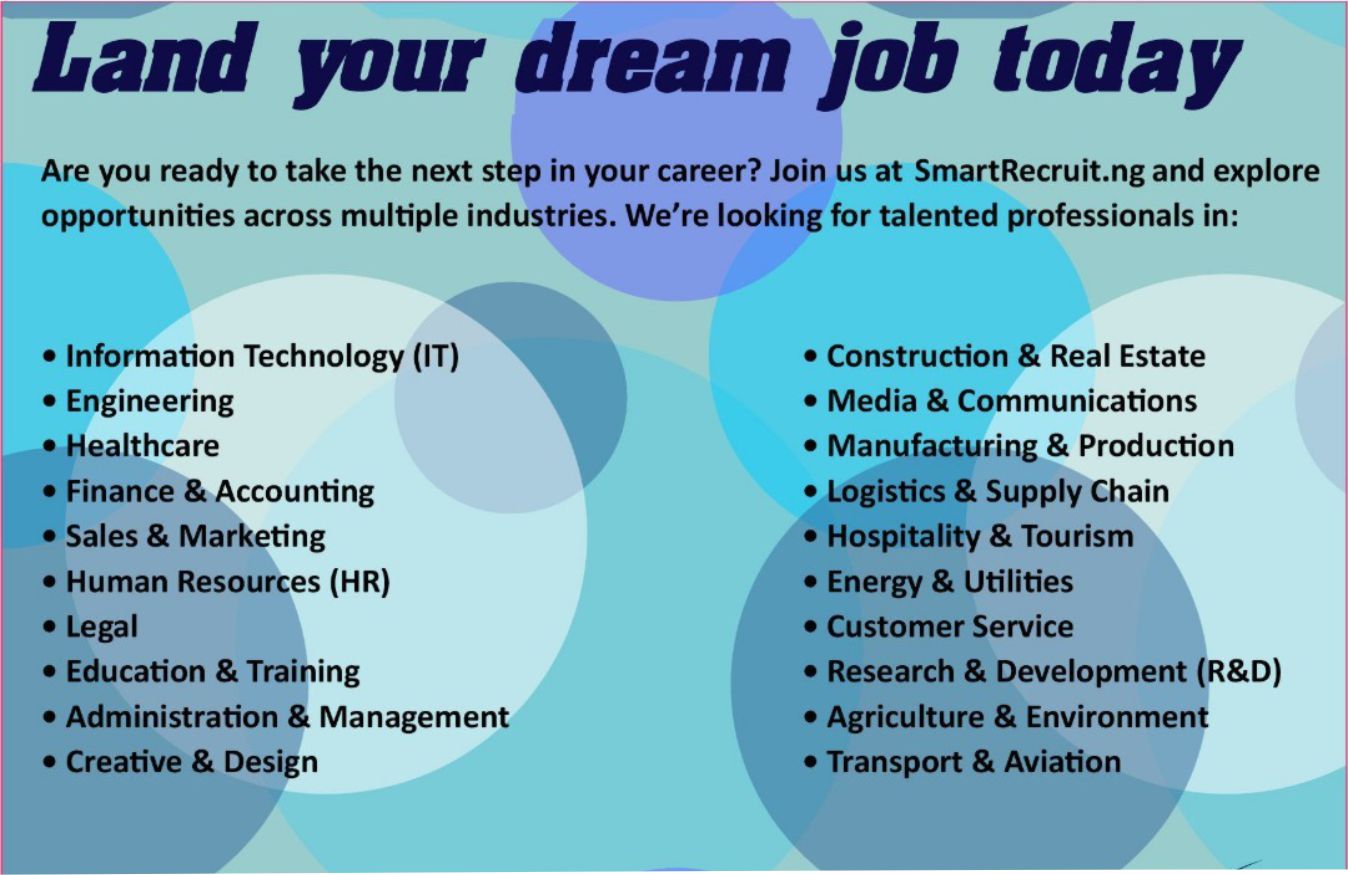 Land your dream job today
Are you ready to take the next step in your career? Join us at SmartRecruit.ng and explore
opportunities across multiple industries. We’re looking for talented professionals in:
• Information Technology (IT)
• Engineering
• Healthcare
• Finance & Accounting
• Sales & Marketing
• Human Resources (HR)
• Legal
• Education & Training
• Administration & Management
• Creative & Design
• Construction & Real Estate
• Media & Communications
• Manufacturing & Production
• Logistics & Supply Chain
• Hospitality & Tourism
• Energy & Utilities
• Customer Service
• Research & Development (R&D)
• Agriculture & Environment
• Transport & Aviation